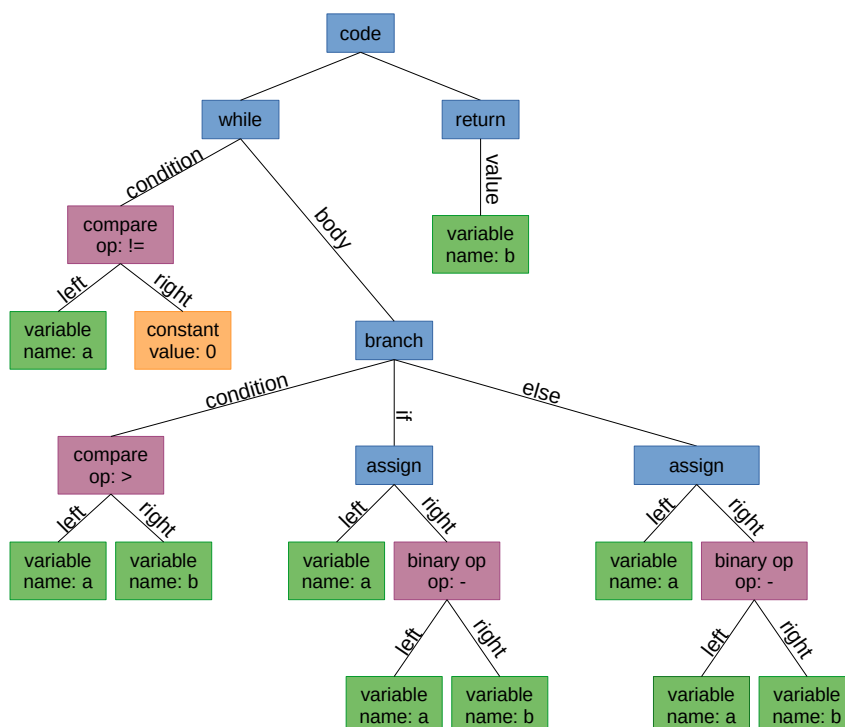 code
while
return
condition
value
body
compare
op: !=
variable
name: b
left
right
variable
name: a
constant
value: 0
branch
condition
if
else
compare
op: >
assign
assign
left
right
left
right
left
right
variable
name: a
variable
name: b
variable
name: a
binary op
op: -
variable
name: a
binary op
op: -
left
right
left
right
variable
name: a
variable
name: b
variable
name: a
variable
name: b